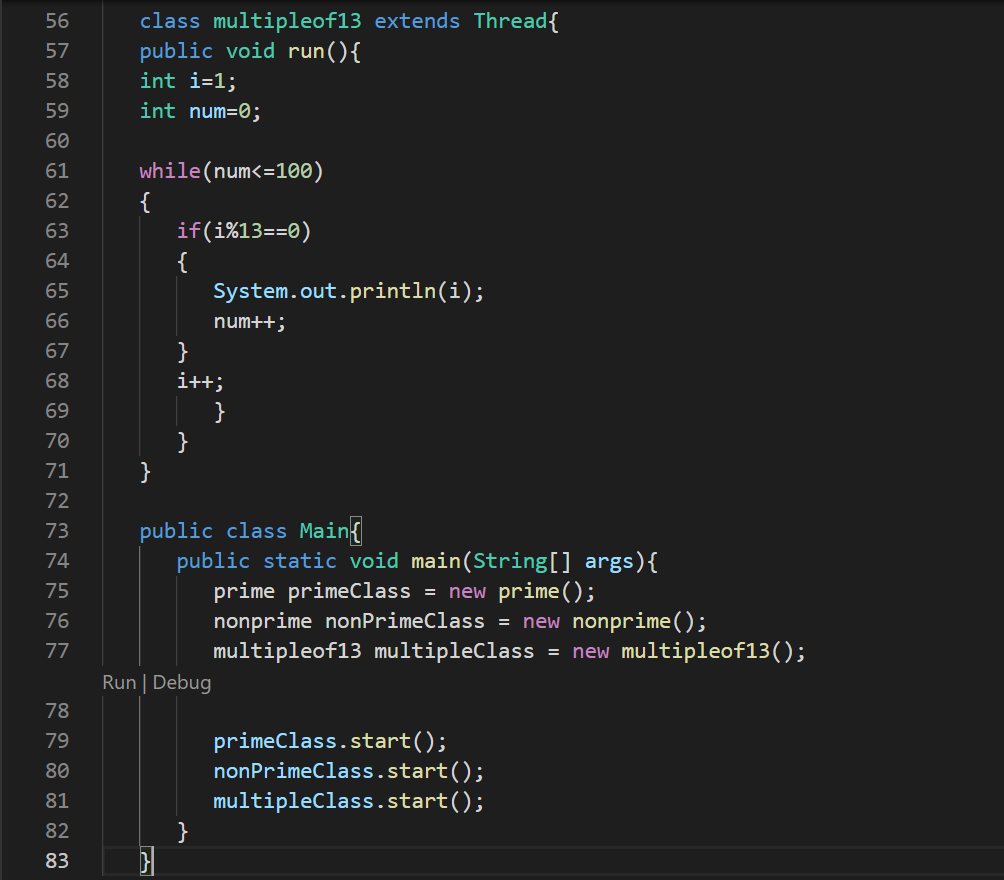 56 class multipleof13 extends Thread{
57 public void run(){
58 int i=1;
59 int num=0;
60
61 while(num<=100)
62 {
63 if(i%13==0)
64 {
65 System.out.println(i);
66 num++;
67 }
68 i++;
69 }
70 }
71 }
72
73 public class Main{
74 public static void main(String[] args){
75 prime primeClass = new prime();
76 nonprime nonPrimeClass = new nonprime();
77 multipleof13 multipleClass = new multipleof13();
Run | Debug
78
79 primeClass.start();
80 nonPrimeClass.start();
81 multipleClass.start();
82 }
83 }